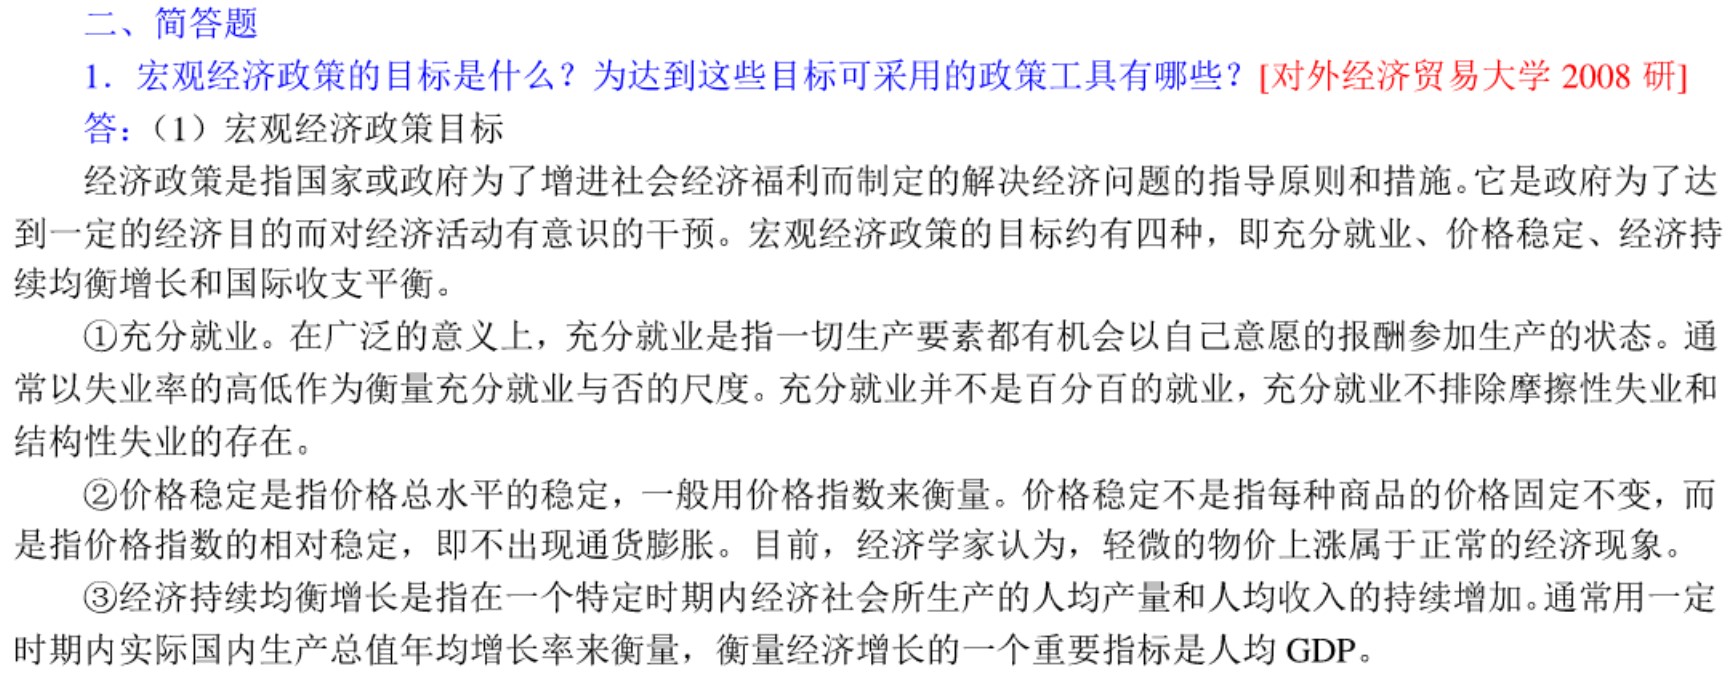 二、简答题
1．宏观经济政策的目标是什么？为达到这些目标可采用的政策工具有哪些？[对外经济贸易大学 2008 研]
答：（1）宏观经济政策目标
经济政策是指国家或政府为了增进社会经济福利而制定的解决经济问题的指导原则和措施。它是政府为了达
到一定的经济目的而对经济活动有意识的干预。宏观经济政策的目标约有四种，即充分就业、价格稳定、经济持
续均衡增长和国际收支平衡。
①充分就业。在广泛的意义上，充分就业是指一切生产要素都有机会以自己意愿的报酬参加生产的状态。通
常以失业率的高低作为衡量充分就业与否的尺度。充分就业并不是百分百的就业，充分就业不排除摩擦性失业和
结构性失业的存在。
②价格稳定是指价格总水平的稳定，一般用价格指数来衡量。价格稳定不是指每种商品的价格固定不变，而
是指价格指数的相对稳定，即不出现通货膨胀。目前，经济学家认为，轻微的物价上涨属于正常的经济现象。
③经济持续均衡增长是指在一个特定时期内经济社会所生产的人均产量和人均收入的持续增加。通常用一定
时期内实际国内生产总值年均增长率来衡量，衡量经济增长的一个重要指标是人均 GDP。